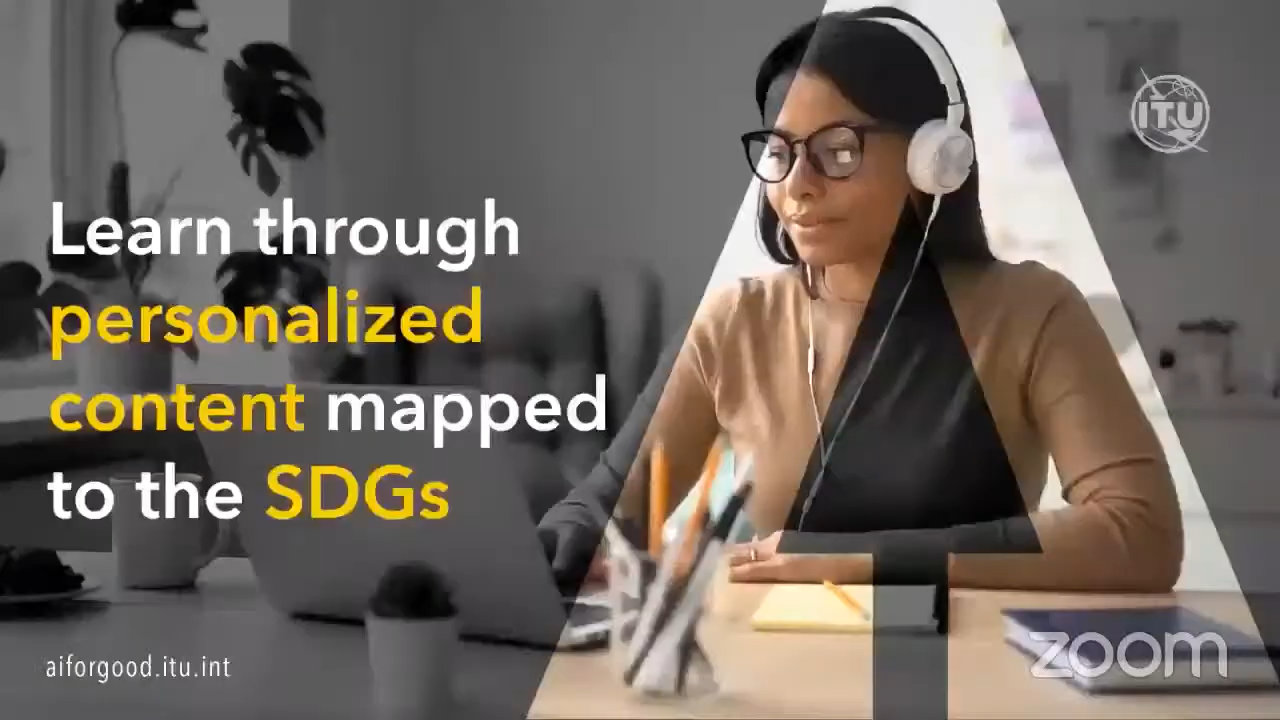 ITU
Learn through
personalized
content mapped
to the SDGs
aiforgood.itu.int
zoom